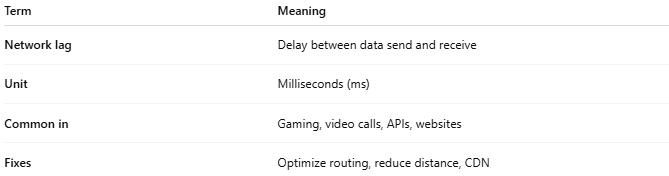 Term Meaning
Network lag Delay between data send and receive
Unit Milliseconds (ms)
Common in Gaming, video calls, APIs, websites
Fixes Optimize routing, reduce distance, CDN